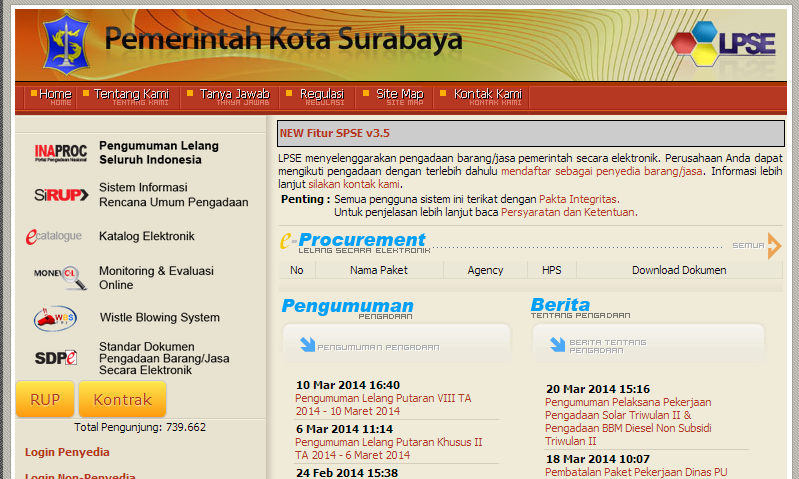 Pemerintah Kota Surabaya
LPSE
Home
HOME
Tentang Kami
TENTANG KAMI
Tanya Jawab
TANYA JAWAB
Regulasi
REGULASI
Site Map
SITE MAP
Kontak Kami
KONTAK KAMI
INAPROC
Portal Pengadaan Nasional
Pengumuman Lelang
Seluruh Indonesia
SiRUP
Sistem Informasi
Rencana Umum Pengadaan
ecatalogue
Katalog Elektronik
Monitoring & Evaluasi
Online
WBS
Wistle Blowing System
SDPe
Standar Dokumen
Pengadaan Barang/Jasa
Secara Elektronik
RUP
Kontrak
Total Pengunjung: 739.662
Login Penyedia
Login Non-Penyedia
NEW Fitur SPSE v3.5
LPSE menyelenggarakan pengadaan barang/jasa pemerintah secara elektronik. Perusahaan Anda dapat
mengikuti pengadaan dengan terlebih dahulu mendaftar sebagai penyedia barang/jasa. Informasi lebih
lanjut silakan kontak kami.
Penting : Semua pengguna sistem ini terikat dengan Pakta Integritas.
Untuk penjelasan lebih lanjut baca Persyaratan dan Ketentuan.
e-Procurement
LELANG SECARA ELEKTRONIK
SEMUA
No Nama Paket Agency HPS Download Dokumen
Pengumuman
PENGADAAN
PENGUMUMAN PENGADAAN
10 Mar 2014 16:40
Pengumuman Lelang Putaran VIII TA
2014 - 10 Maret 2014
6 Mar 2014 11:14
Pengumuman Lelang Putaran Khusus II
TA 2014 - 6 Maret 2014
24 Feb 2014 15:38
Berita
TENTANG PENGADAAN
BERITA TENTANG
PENGADAAN
20 Mar 2014 15:16
Pengumuman Pelaksana Pekerjaan
Pengadaan Solar Triwulan II &
Pengadaan BBM Diesel Non Subsidi
Triwulan II
18 Mar 2014 10:07
Pembatalan Paket Pekerjaan Dinas PU